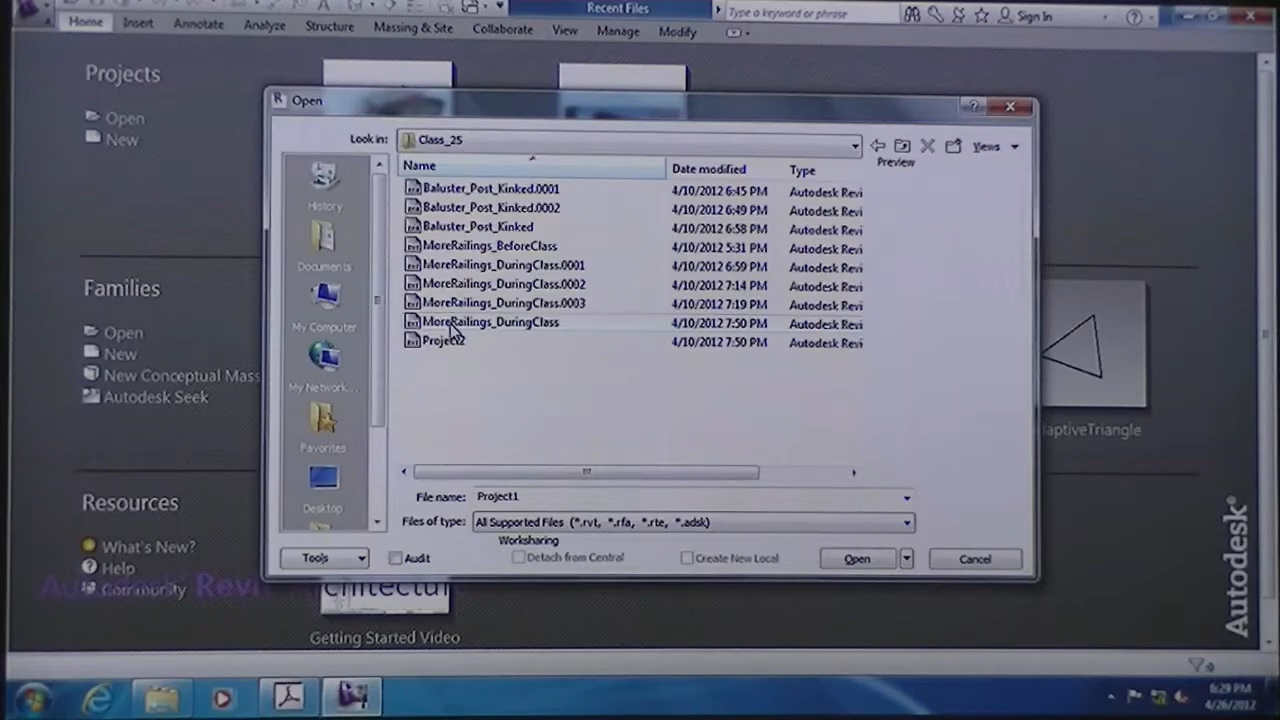 Recent Files
Type a keyword or phrase
Sign In
Home Insert Annotate Analyze Structure Massing & Site Collaborate View Manage Modify
Projects
Open
New
Families
Open
New
New Conceptual Mass
Autodesk Seek
Resources
What's New?
Help
Community
Open
Look in: Class_25
Views
Preview
Name Date modified Type
Baluster_Post_Kinked.0001 4/10/2012 6:45 PM Autodesk Revi
Baluster_Post_Kinked.0002 4/10/2012 6:49 PM Autodesk Revi
Baluster_Post_Kinked 4/10/2012 6:58 PM Autodesk Revi
MoreRailings_BeforeClass 4/10/2012 5:31 PM Autodesk Revi
MoreRailings_DuringClass.0001 4/10/2012 6:59 PM Autodesk Revi
MoreRailings_DuringClass.0002 4/10/2012 7:14 PM Autodesk Revi
MoreRailings_DuringClass.0003 4/10/2012 7:19 PM Autodesk Revi
MoreRailings_DuringClass 4/10/2012 7:50 PM Autodesk Revi
Project2 4/10/2012 7:50 PM Autodesk Revi
History
Documents
My Computer
My Network...
Favorites
Desktop
File name: Project1
Files of type: All Supported Files (*.rvt, *.rfa, *.rte, *.adsk)
Worksharing
Tools Audit Detach from Central Create New Local Open Cancel
daptiveTriangle
Autodesk Revit Architecture
Getting Started Video
Autodesk®
6:29 PM
4/26/2012